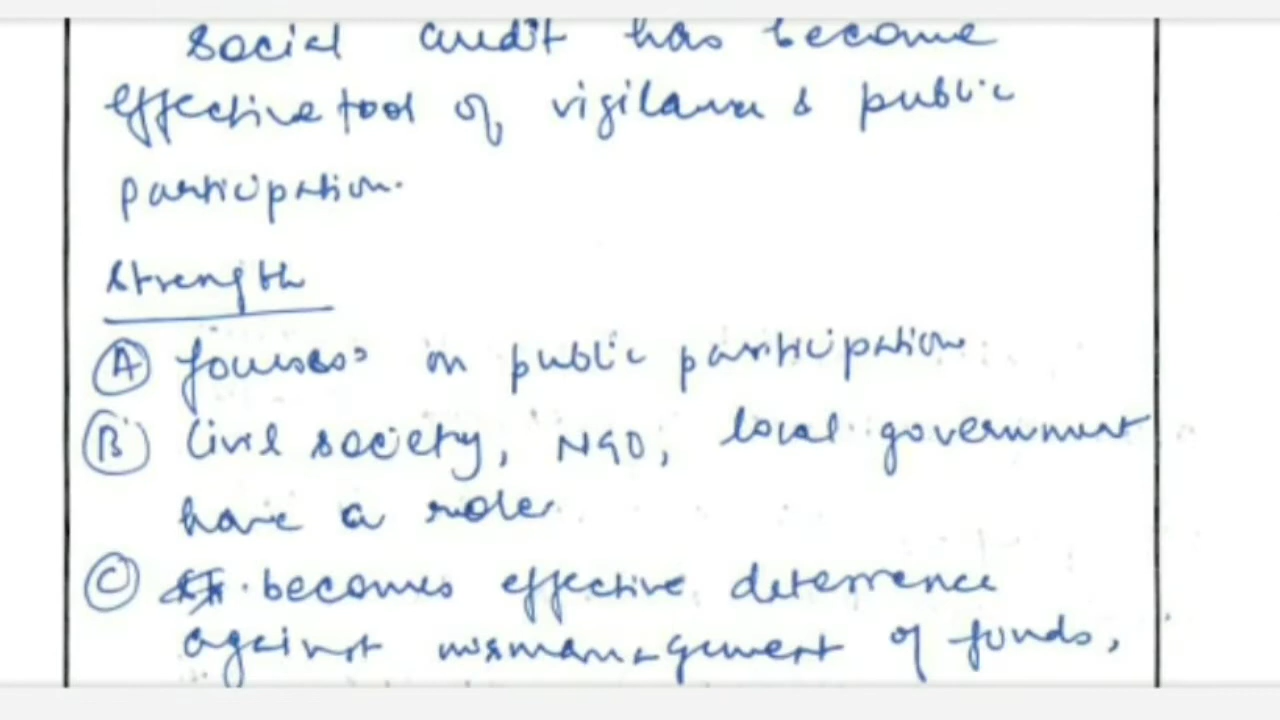 Social audit has become
effective tool of vigilance & public
participation.
Strength
(A) focuses on public participation
(B) Civil society, NGO, local government
have a role
(C) becomes effective deterrence
against mismanagement of funds,